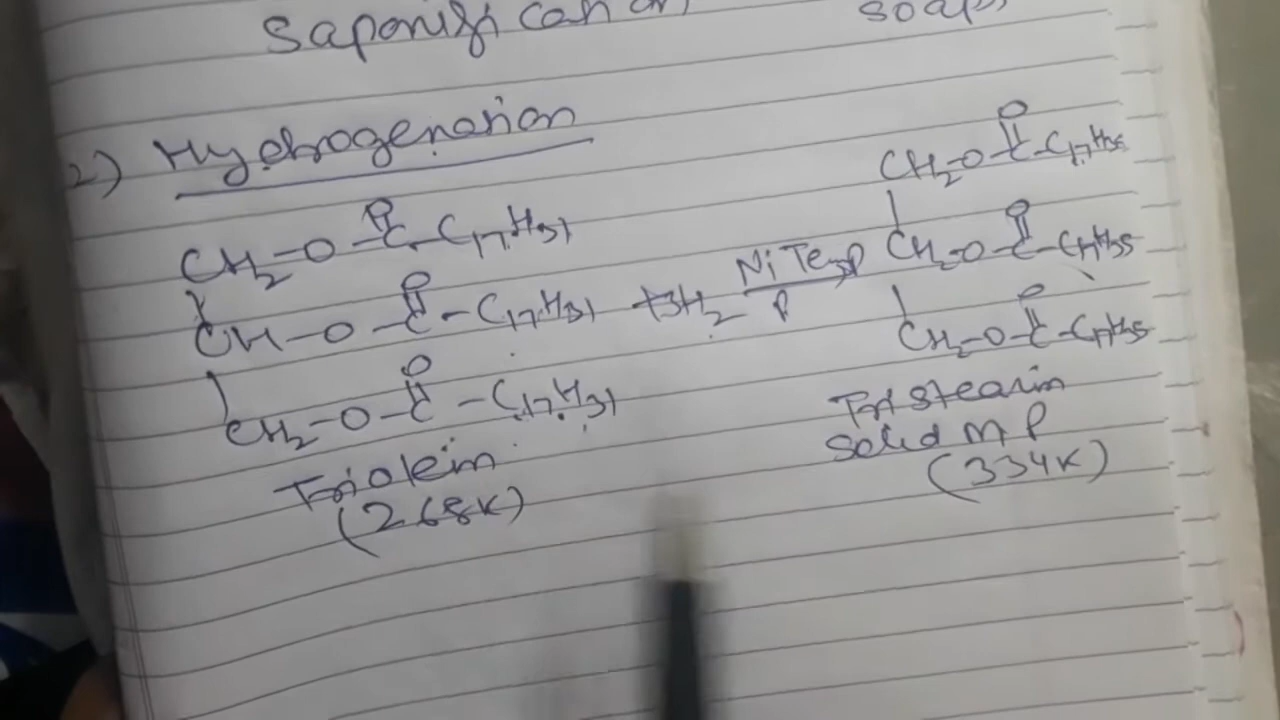 Saponification soap
2) Hydrogenation
CH2-O-C-C17H31
O
CH-O-C-C17H31 +3H2
O
CH2-O-C-C17H31
O
Triolein
(268K)
Ni Temp
P
CH2-O-C-C17H35
O
CH2-O-C-C17H35
O
CH2-O-C-C17H35
O
Tristearin
Solid MP
(334K)